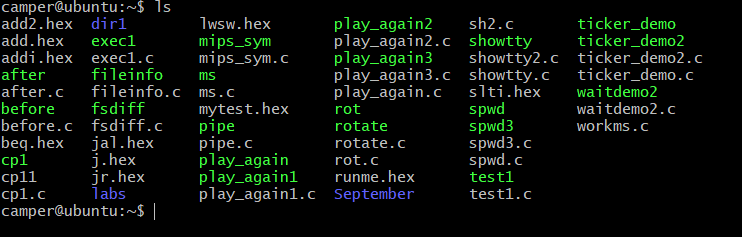 camper@ubuntu:~$ ls
add2.hex dir1 lwsw.hex play_again2 sh2.c ticker_demo
add.hex exec1 mips_sym play_again2.c showtty ticker_demo2
addi.hex exec1.c mips_sym.c play_again3 showtty2.c ticker_demo2.c
after fileinfo ms play_again3.c showtty.c ticker_demo.c
after.c fileinfo.c ms.c play_again.c slti.hex waitdemo2
before fsdiff mytest.hex rot spwd waitdemo2.c
before.c fsdiff.c pipe rotate spwd3 workms.c
beq.hex jal.hex pipe.c rotate.c spwd3.c
cp1 j.hex play_again rot.c spwd.c
cp11 jr.hex play_again1 runme.hex test1
cp1.c labs play_again1.c September test1.c
camper@ubuntu:~$